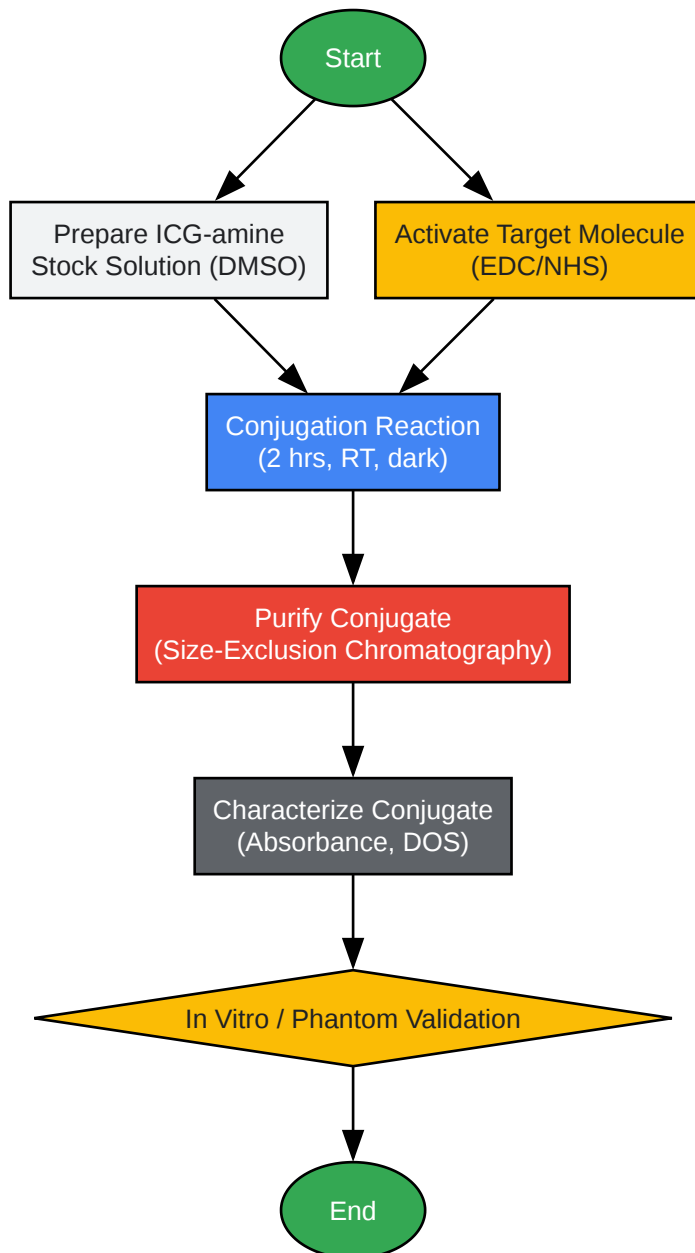 Start
Prepare ICG-amine
Stock Solution (DMSO)
Activate Target Molecule
(EDC/NHS)
Conjugation Reaction
(2 hrs, RT, dark)
Purify Conjugate
(Size-Exclusion Chromatography)
Characterize Conjugate
(Absorbance, DOS)
In Vitro / Phantom Validation
End